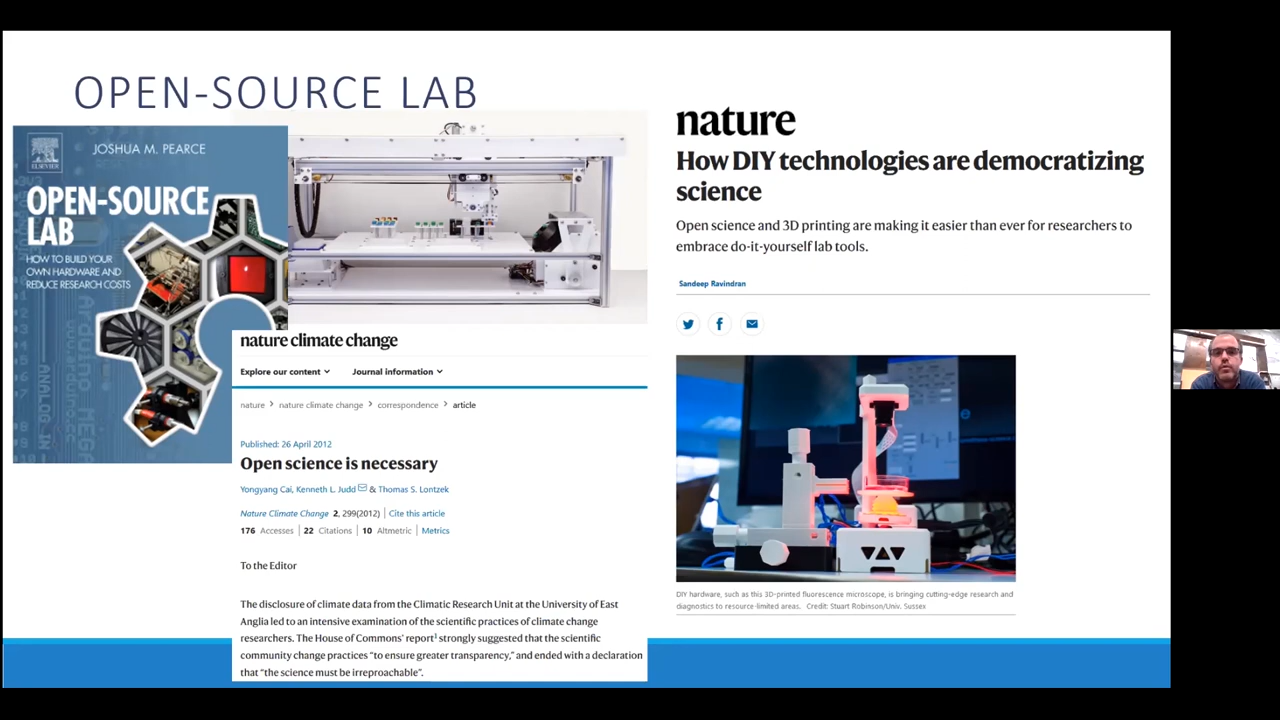 OPEN-SOURCE LAB
ELSEVIER
JOSHUA M. PEARCE
OPEN-SOURCE
LAB
HOW TO BUILD YOUR
OWN HARDWARE AND
REDUCE RESEARCH COSTS
ANALOG IN
nature climate change
Explore our content
Journal information
nature > nature climate change > correspondence > article
Published: 26 April 2012
Open science is necessary
Yongyang Cai, Kenneth L. Judd & Thomas S. Lontzek
Nature Climate Change 2, 299(2012) | Cite this article
176 Accesses | 22 Citations | 10 Altmetric | Metrics
To the Editor
The disclosure of climate data from the Climatic Research Unit at the University of East
Anglia led to an intensive examination of the scientific practices of climate change
researchers. The House of Commons' report1 strongly suggested that the scientific
community change practices "to ensure greater transparency," and ended with a declaration
that "the science must be irreproachable".
nature
How DIY technologies are democratizing
science
Open science and 3D printing are making it easier than ever for researchers to
embrace do-it-yourself lab tools.
Sandeep Ravindran
DIY hardware, such as this 3D-printed fluorescence microscope, is bringing cutting-edge research and
diagnostics to resource-limited areas. Credit: Stuart Robinson/Univ. Sussex